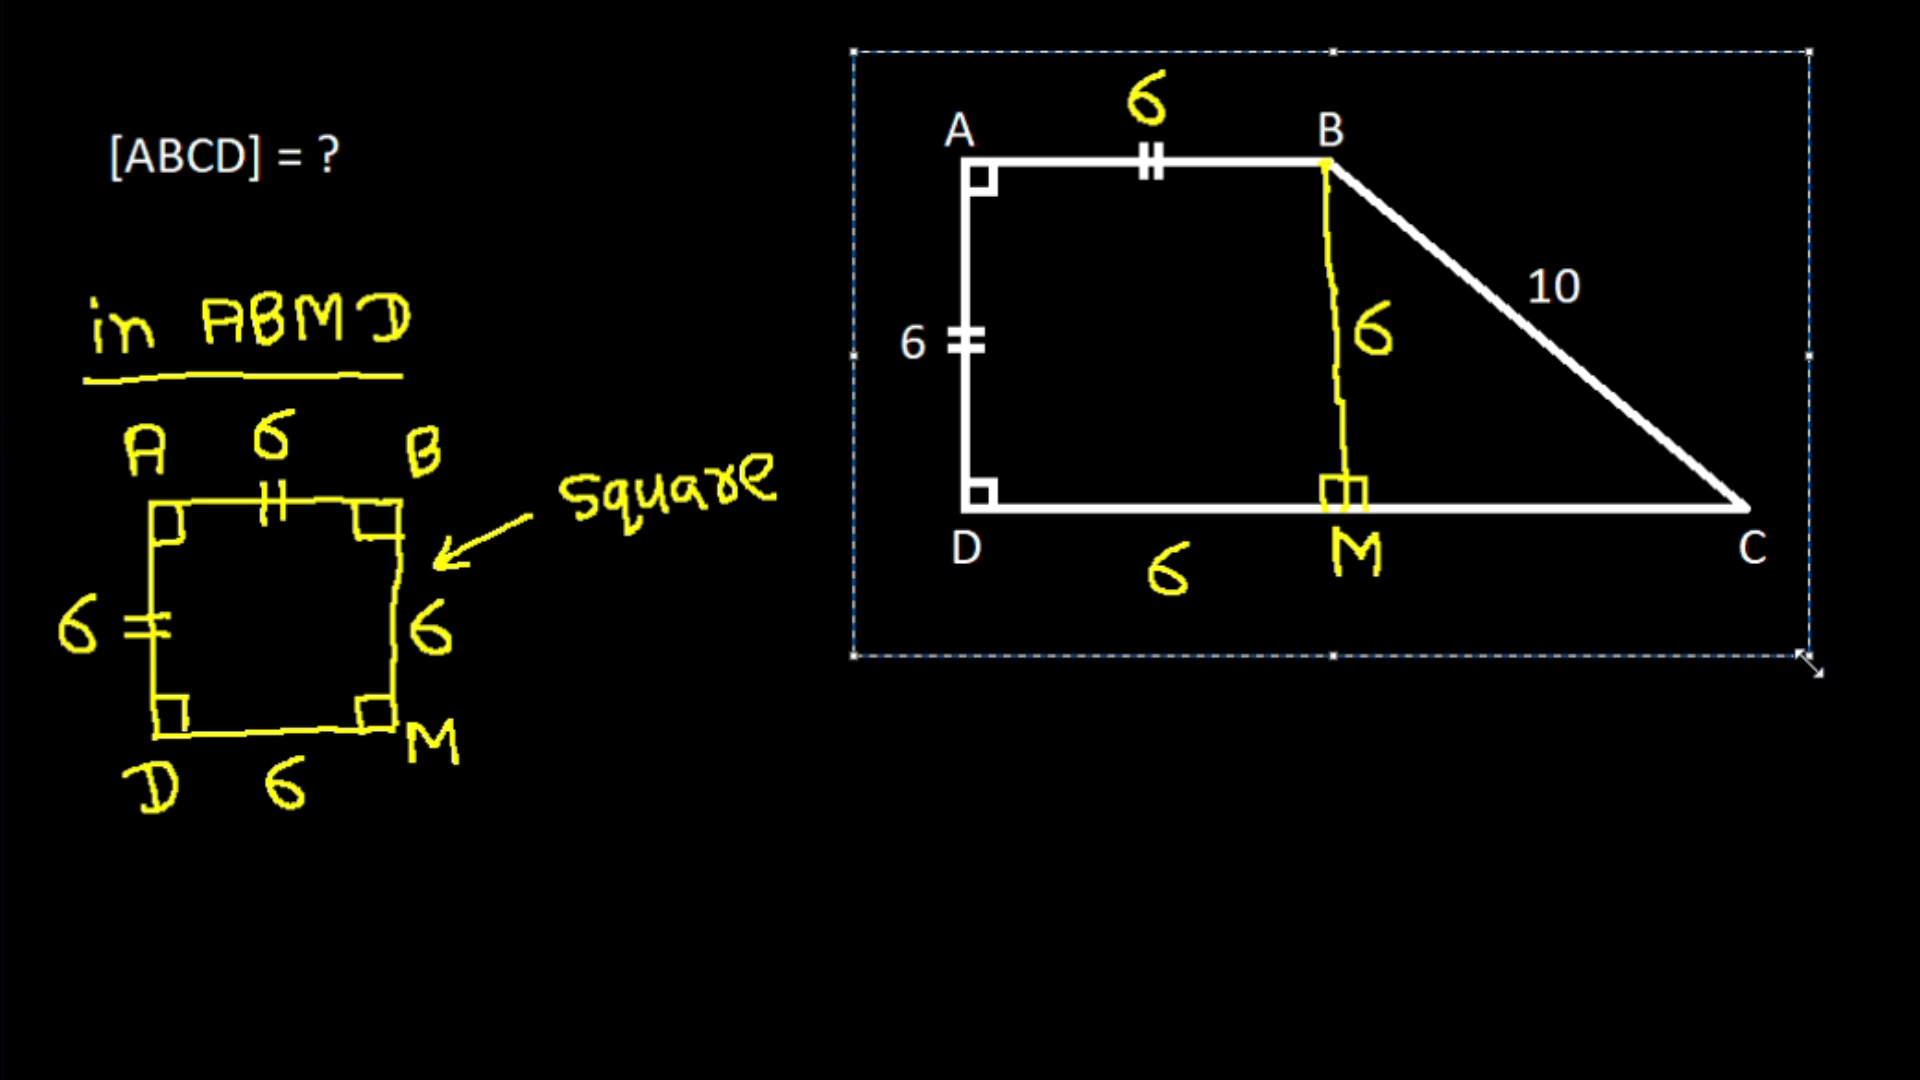 [ABCD] = ?
in ABMD
A 6 B
square
6 6
D 6 M
6
A B
10
6 6
D M C
6